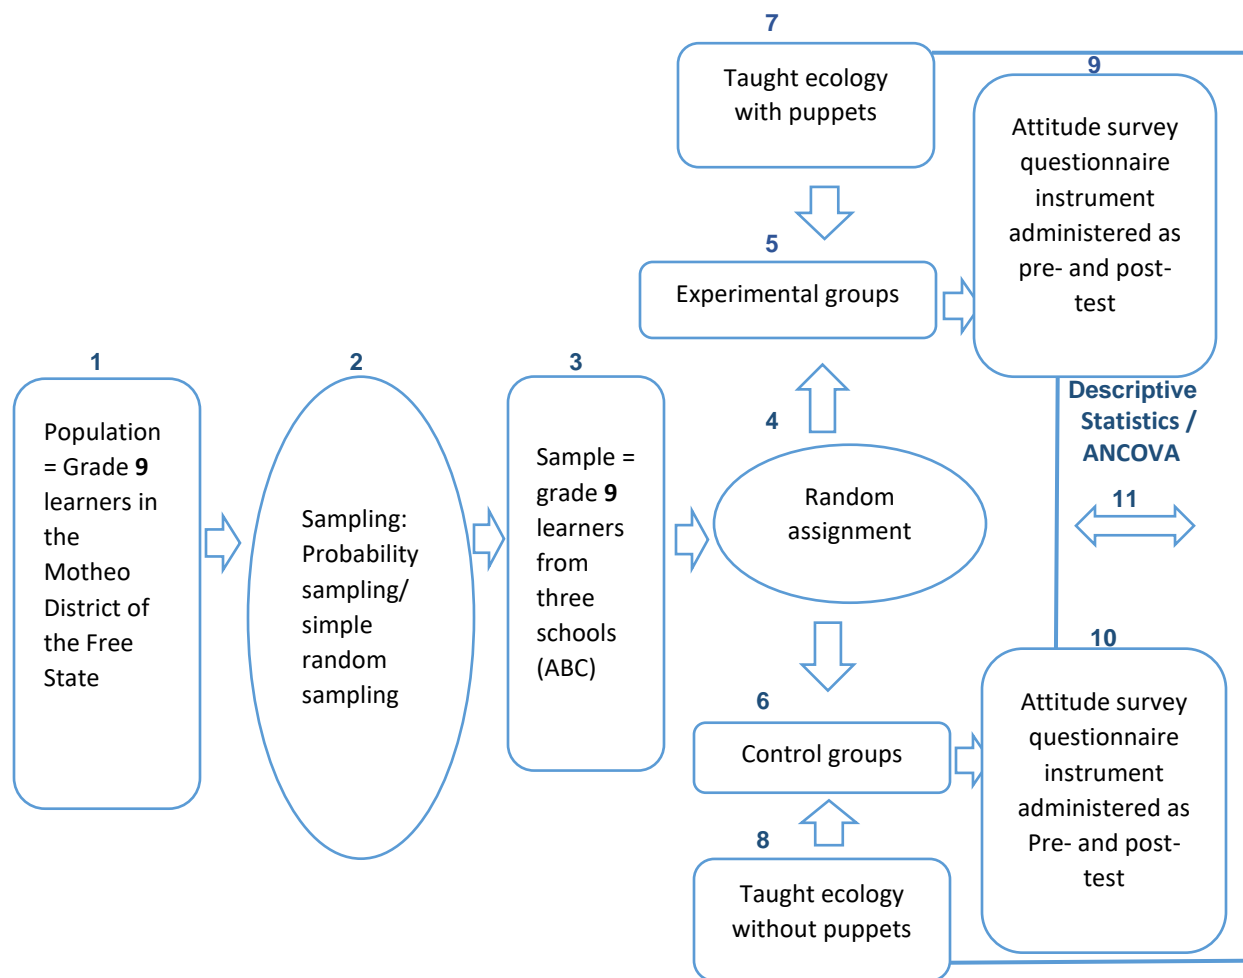 1
Population
= Grade 9
learners in
the
Motheo
District of
the Free
State
2
Sampling:
Probability
sampling/
simple
random
sampling
3
Sample =
grade 9
learners
from
three
schools
(ABC)
4
Random
assignment
7
Taught ecology
with puppets
5
Experimental groups
6
Control groups
8
Taught ecology
without puppets
9
Attitude survey
questionnaire
instrument
administered as
pre- and post-
test
Descriptive
Statistics /
ANCOVA
11
10
Attitude survey
questionnaire
instrument
administered as
Pre- and post-
test